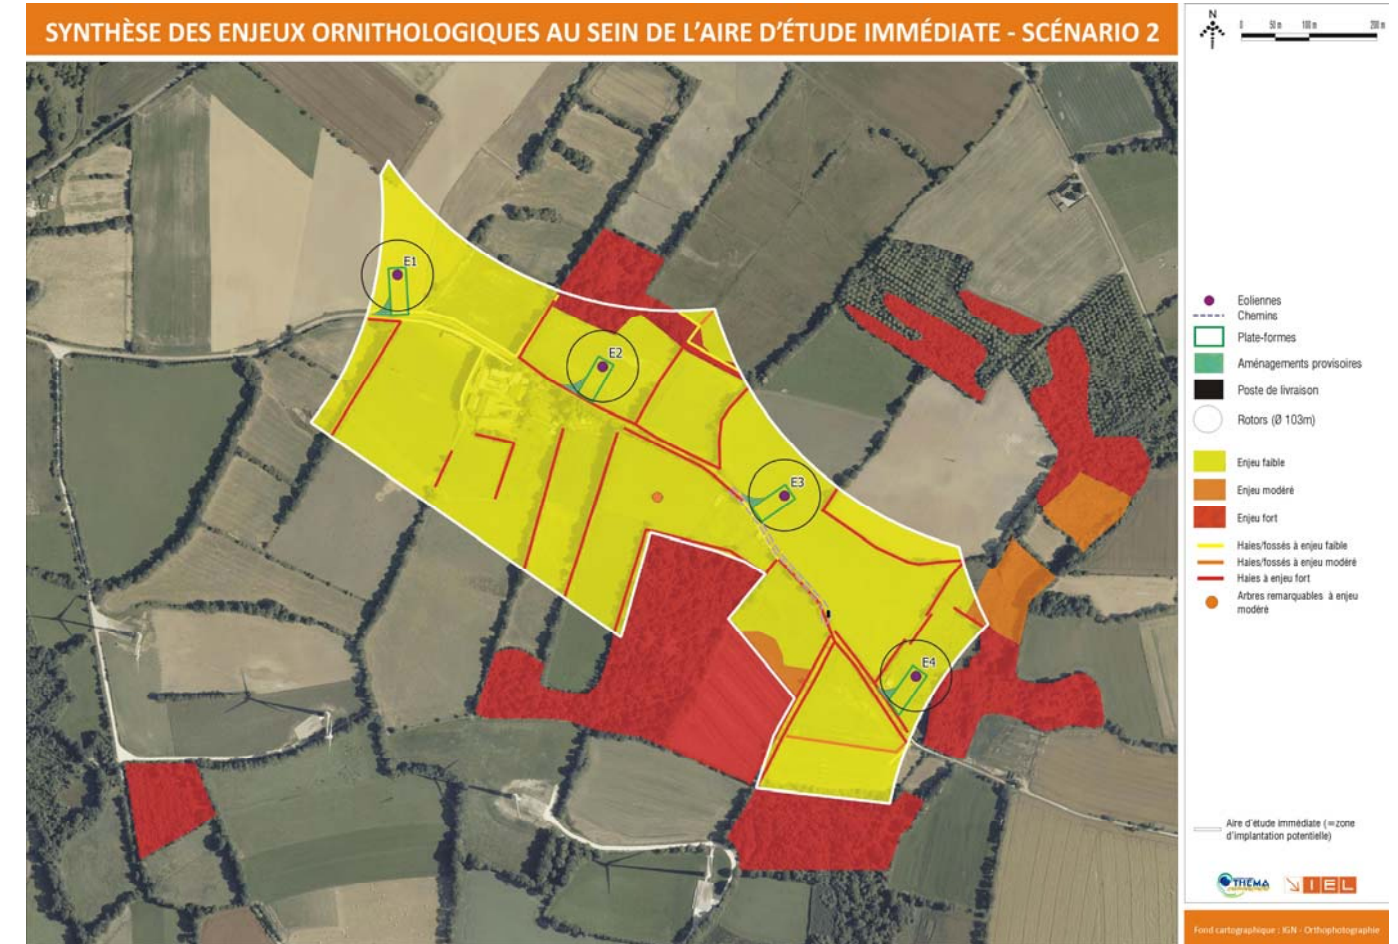 SYNTHÈSE DES ENJEUX ORNITHOLOGIQUES AU SEIN DE L'AIRE D'ÉTUDE IMMÉDIATE - SCÉNARIO 2
N
0 50 m 100 m 200 m
E1
E2
E3
E4
Eoliennes
Chemins
Plate-formes
Aménagements provisoires
Poste de livraison
Rotors (Ø 103m)
Enjeu faible
Enjeu modéré
Enjeu fort
Haies/fossés à enjeu faible
Haies/fossés à enjeu modéré
Haies à enjeu fort
Arbres remarquables à enjeu
modéré
Aire d'étude immédiate (=zone
d'implantation potentielle)
THEMA
IEL
Fond cartographique : IGN - Orthophotographie